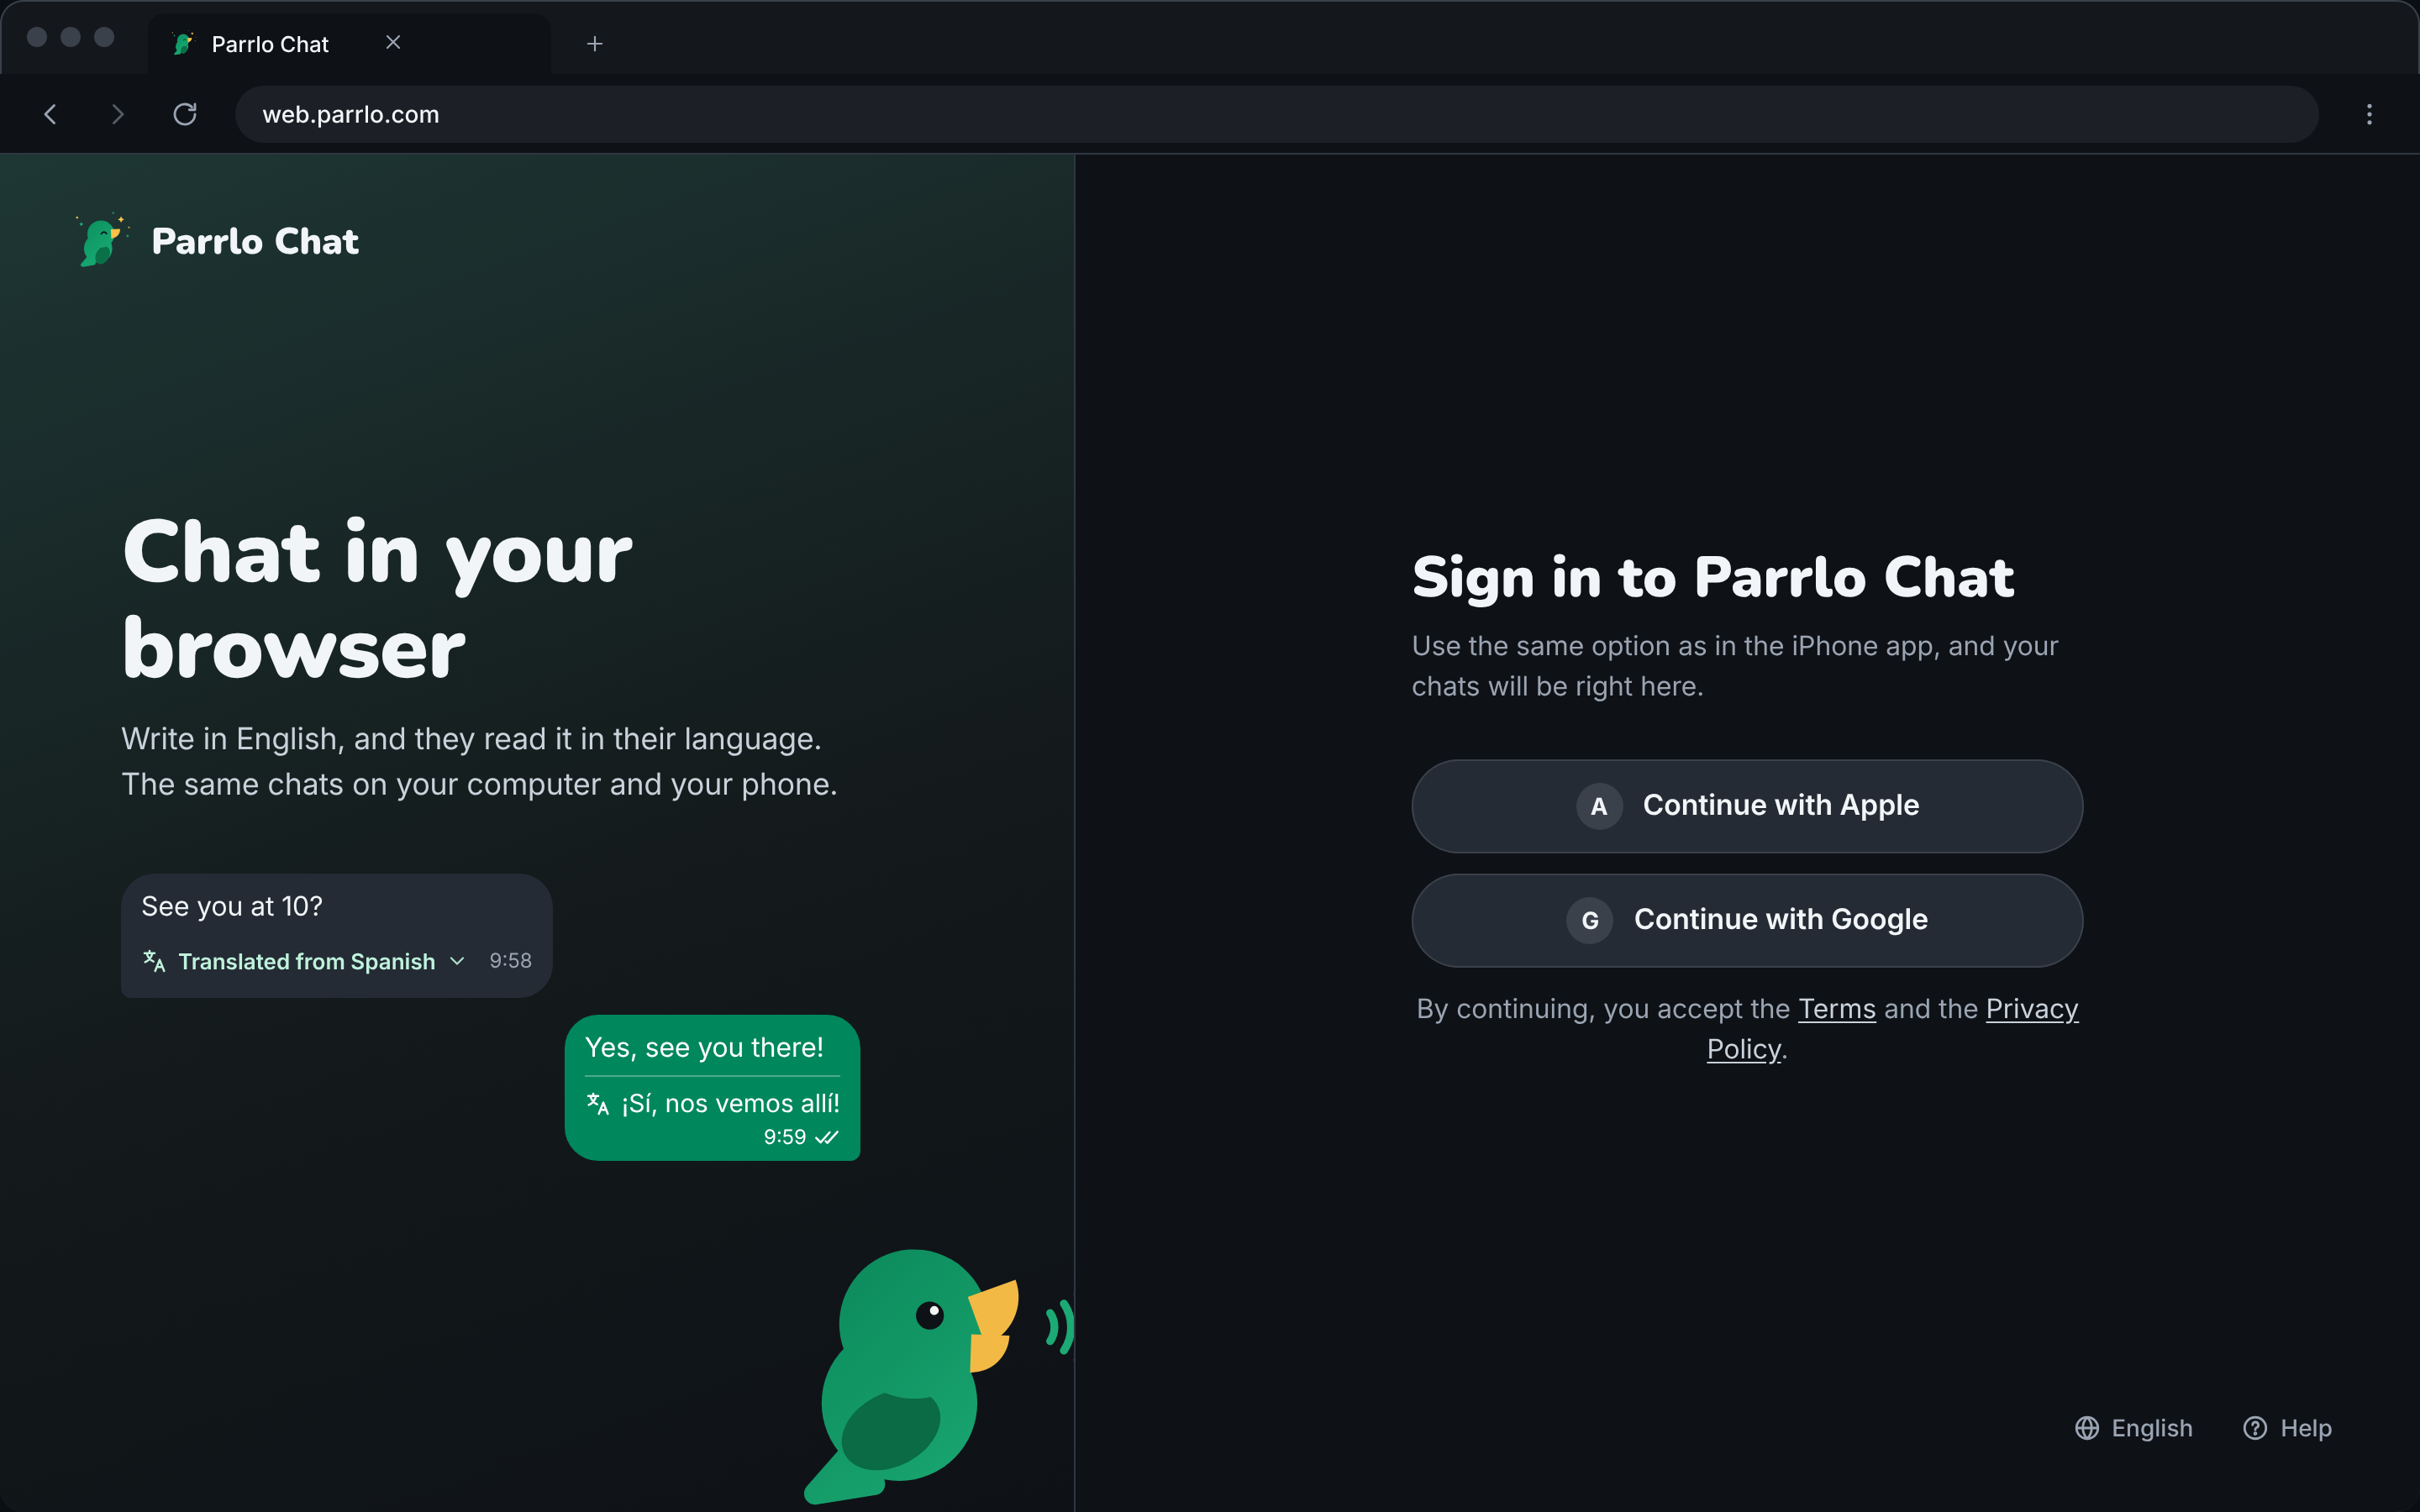 Parrlo Chat
web.parrlo.com
Parrlo Chat
Chat in your
browser
Write in English, and they read it in their language.
The same chats on your computer and your phone.
See you at 10?
Translated from Spanish 9:58
Yes, see you there!
¡Sí, nos vemos allí!
9:59
Sign in to Parrlo Chat
Use the same option as in the iPhone app, and your
chats will be right here.
A Continue with Apple
G Continue with Google
By continuing, you accept the Terms and the Privacy
Policy.
English Help